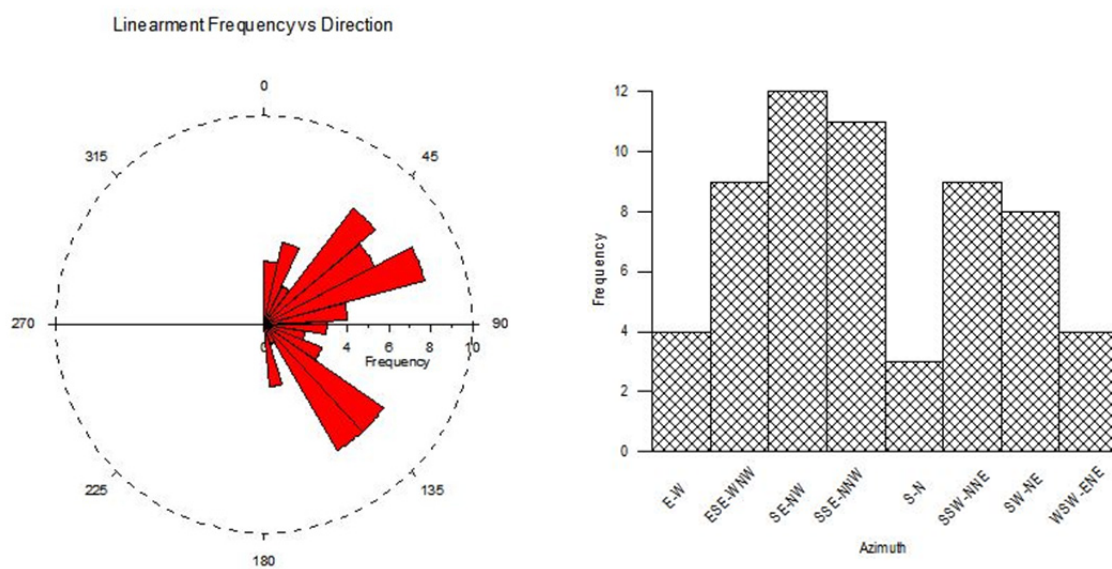 Linearment Frequency vs Direction
0
315
45
270
90
0
4
6
8
10
Frequency
225
135
180
12
10
8
6
4
2
0
Frequency
E-W
ESE-WNW
SE-NW
SSE-NNW
S-N
SSW-NNE
SW-NE
WSW-ENE
Azimuth